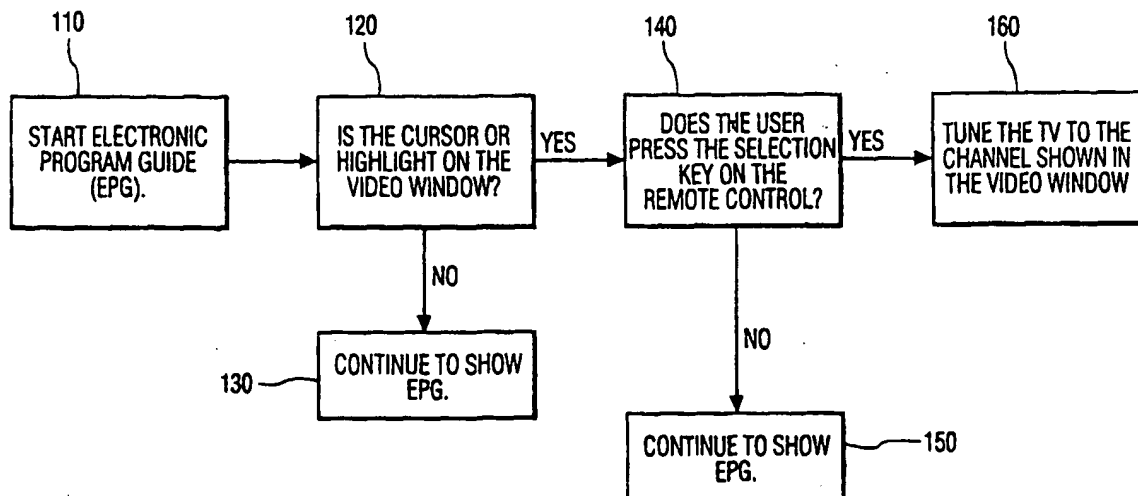 110
120
140
160
START ELECTRONIC
PROGRAM GUIDE
(EPG).
IS THE CURSOR OR
HIGHLIGHT ON THE
VIDEO WINDOW?
YES
DOES THE USER
PRESS THE SELECTION
KEY ON THE
REMOTE CONTROL?
YES
TUNE THE TV TO THE
CHANNEL SHOWN IN
THE VIDEO WINDOW
NO
NO
130
CONTINUE TO SHOW
EPG.
CONTINUE TO SHOW
EPG.
150